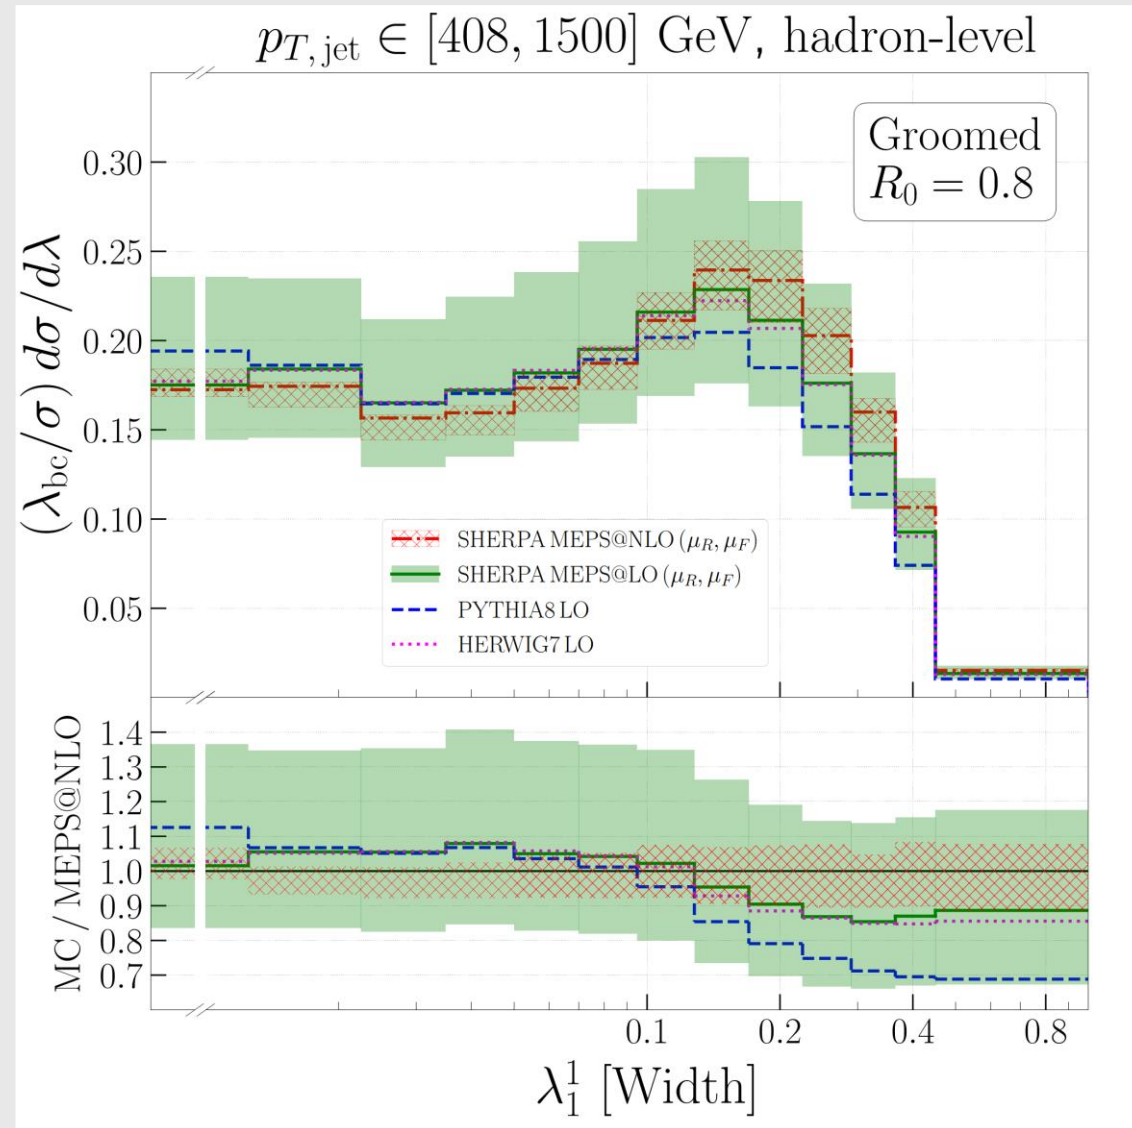 p_{T, jet} ∈ [408, 1500] GeV, hadron-level
Groomed
R_0 = 0.8
(λ_bc/σ) dσ/dλ
0.30
0.25
0.20
0.15
0.10
0.05
SHERPA MEPS@NLO (μ_R, μ_F)
SHERPA MEPS@LO (μ_R, μ_F)
PYTHIA8 LO
HERWIG7 LO
MC / MEPS@NLO
1.4
1.3
1.2
1.1
1.0
0.9
0.8
0.7
0.1 0.2 0.4 0.8
λ^1_1 [Width]